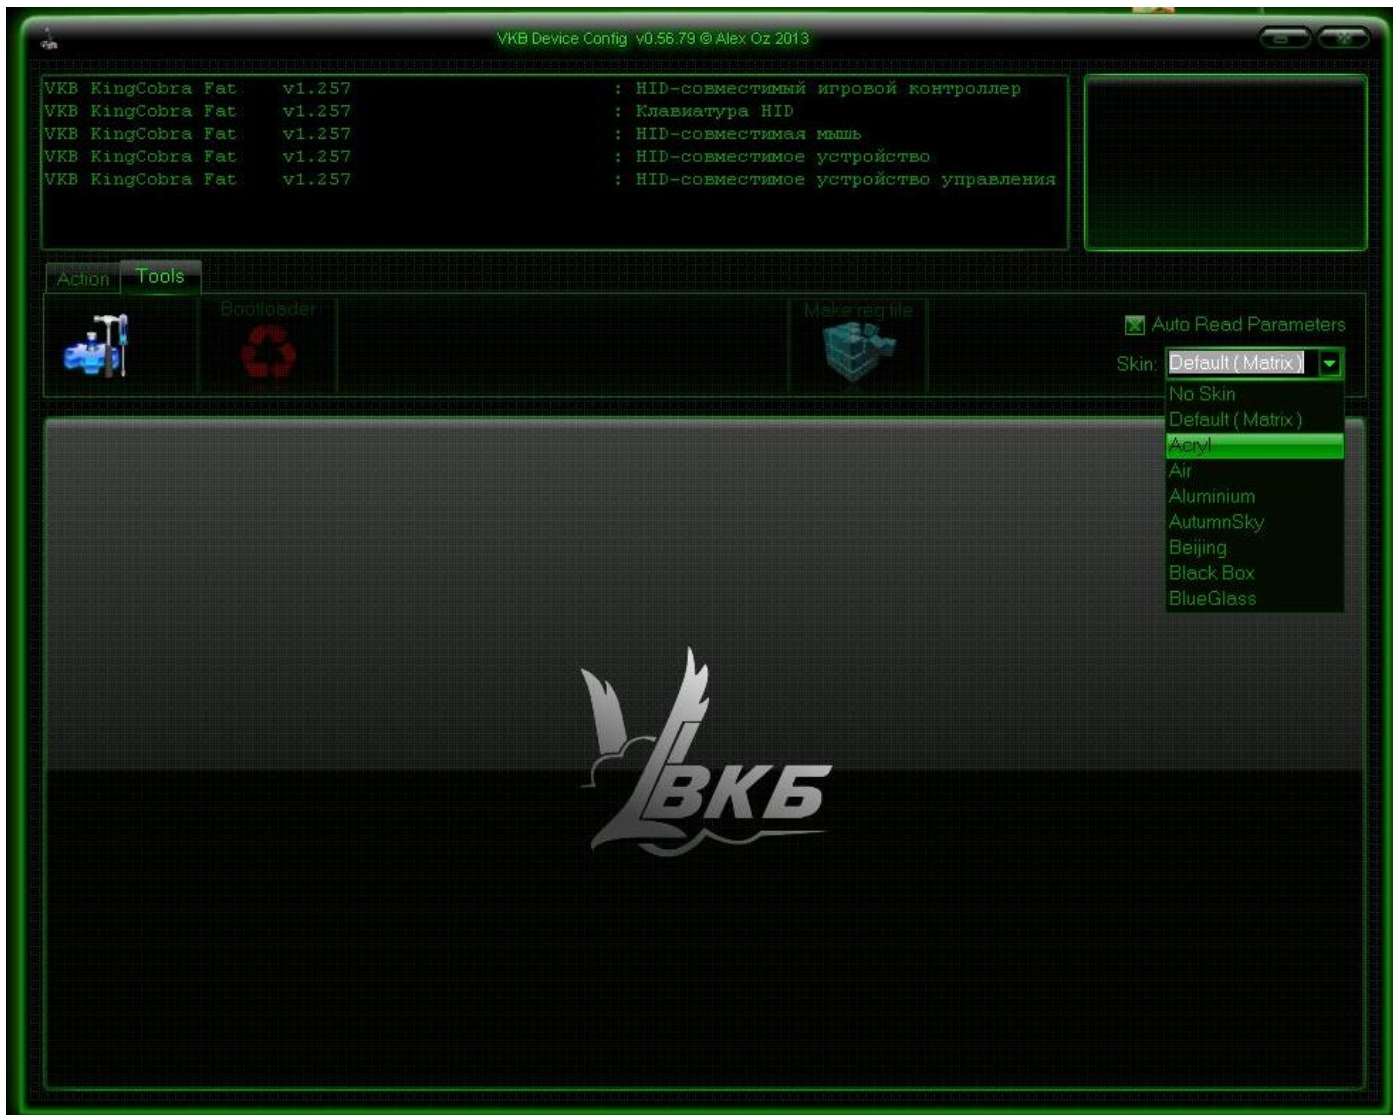 VKB Device Config v0.56.79 © Alex Oz 2013
VKB KingCobra Fat v1.257 : HID-совместимый игровой контроллер
VKB KingCobra Fat v1.257 : Клавиатура HID
VKB KingCobra Fat v1.257 : HID-совместимая мышь
VKB KingCobra Fat v1.257 : HID-совместимое устройство
VKB KingCobra Fat v1.257 : HID-совместимое устройство управления
Action Tools
Bootloader Make reg file
Auto Read Parameters
Skin: Default ( Matrix )
No Skin
Default ( Matrix )
Acryl
Air
Aluminium
AutumnSky
Beijing
Black Box
BlueGlass
ВКБ